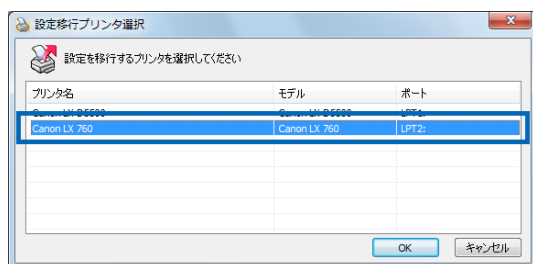 設定移行プリンタ選択
設定を移行するプリンタを選択してください
プリンタ名 モデル ポート
Canon LX 760 Canon LX 760 LPT2:
OK キャンセル